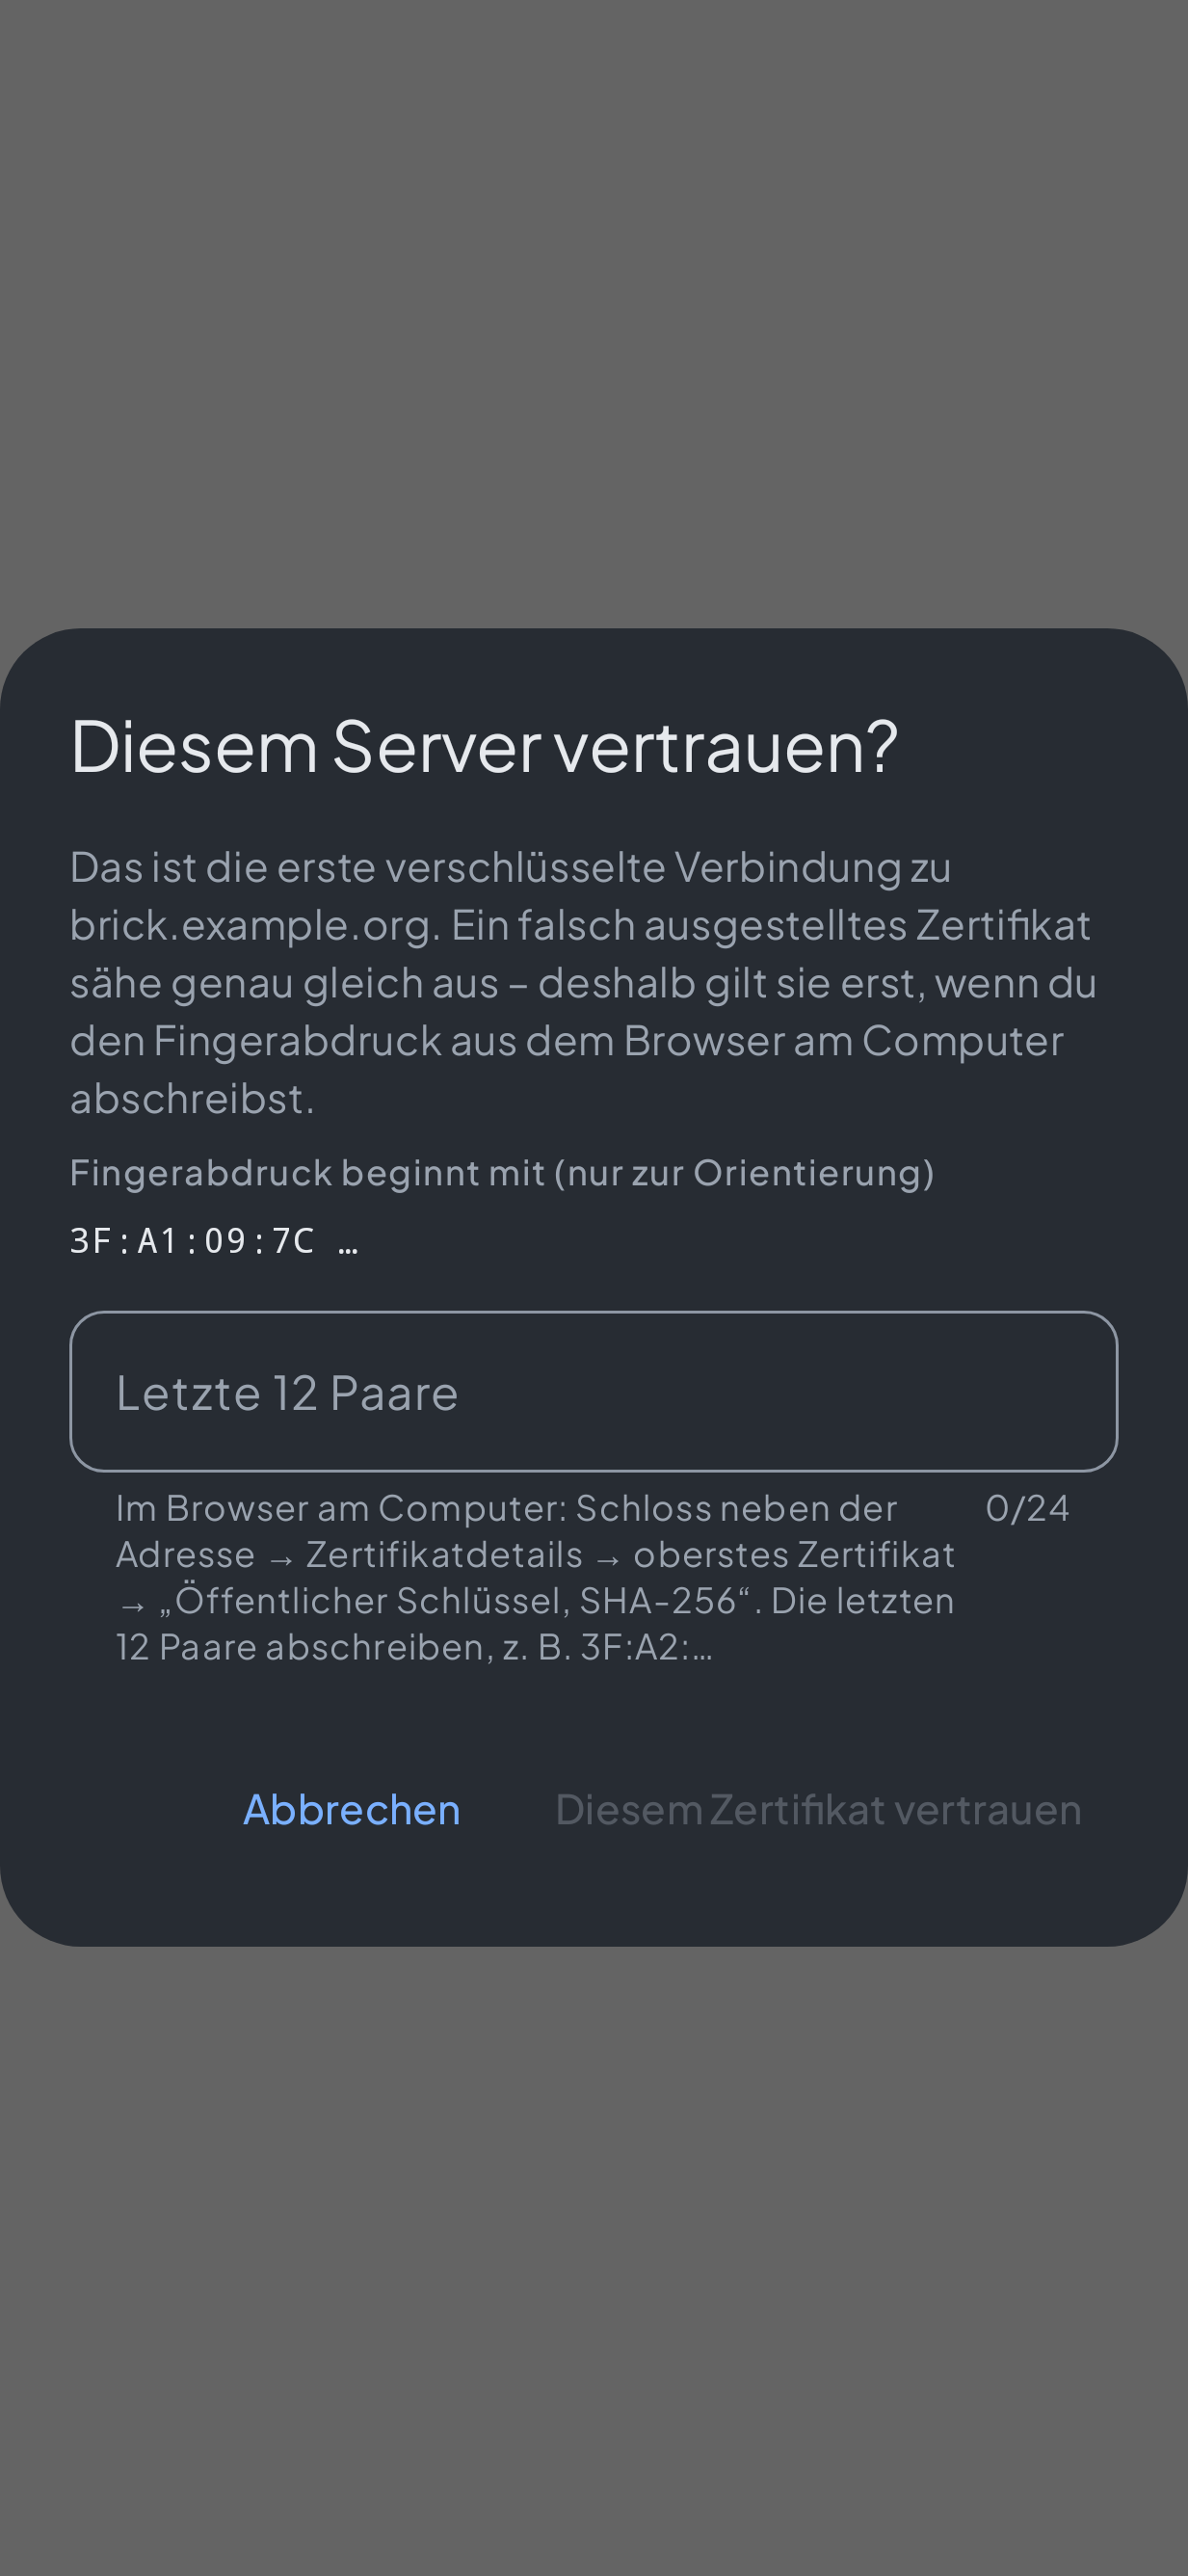 Diesem Server vertrauen?
Das ist die erste verschlüsselte Verbindung zu
brick.example.org. Ein falsch ausgestelltes Zertifikat
sähe genau gleich aus – deshalb gilt sie erst, wenn du
den Fingerabdruck aus dem Browser am Computer
abschreibst.
Fingerabdruck beginnt mit (nur zur Orientierung)
3F:A1:09:7C …
Letzte 12 Paare
Im Browser am Computer: Schloss neben der 0/24
Adresse → Zertifikatdetails → oberstes Zertifikat
→ „Öffentlicher Schlüssel, SHA-256“. Die letzten
12 Paare abschreiben, z. B. 3F:A2:…
Abbrechen Diesem Zertifikat vertrauen